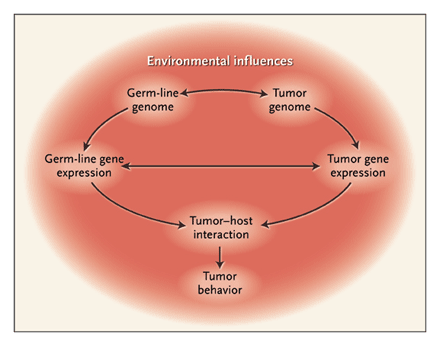 Environmental influences
Germ-line
genome
Tumor
genome
Germ-line gene
expression
Tumor gene
expression
Tumor–host
interaction
Tumor
behavior